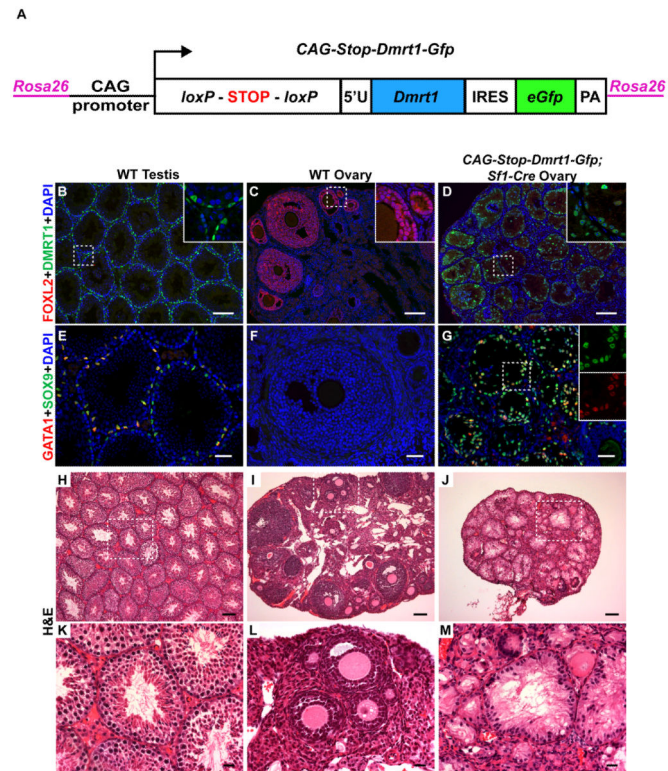 A
CAG-Stop-Dmrt1-Gfp
Rosa26 CAG promoter loxP - STOP - loxP 5'U Dmrt1 IRES eGfp PA Rosa26
WT Testis WT Ovary CAG-Stop-Dmrt1-Gfp;
Sf1-Cre Ovary
FOXL2+DMRT1+DAPI
B C D
GATA1+SOX9+DAPI
E F G
H&E
H I J
K L M